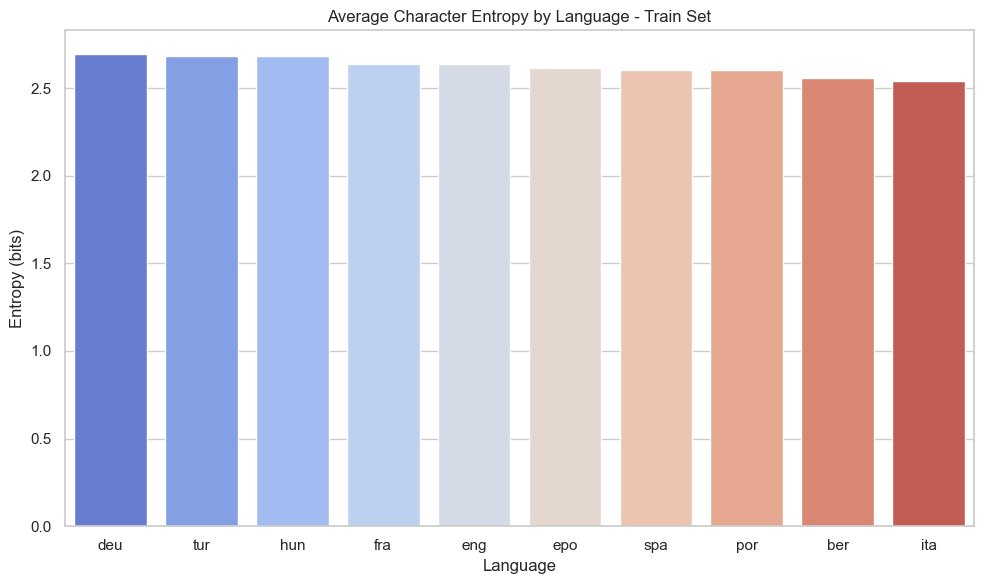 Average Character Entropy by Language - Train Set
Entropy (bits)
2.5
2.0
1.5
1.0
0.5
0.0
deu tur hun fra eng epo spa por ber ita
Language